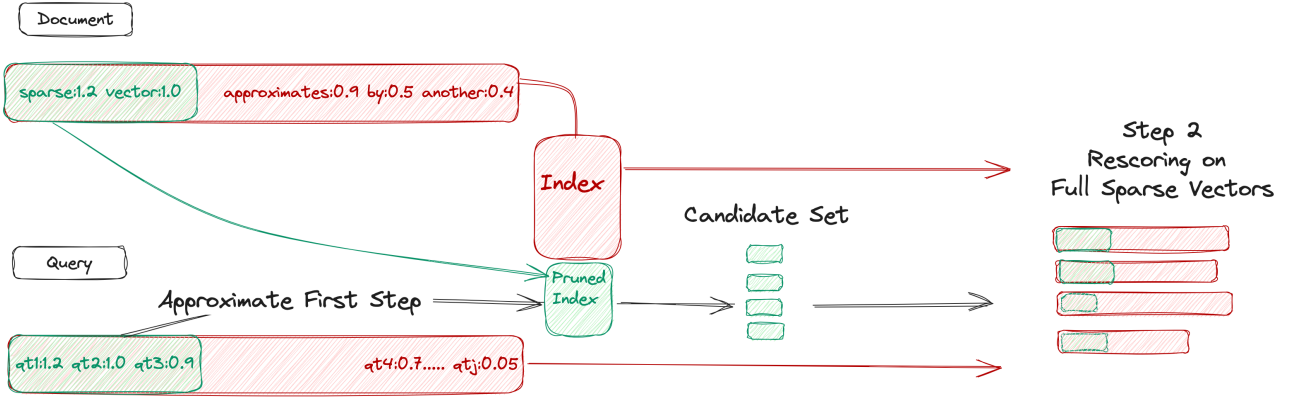 Document
sparse:1.2 vector:1.0 approximates:0.9 by:0.5 another:0.4
Index
Step 2
Rescoring on
Full Sparse Vectors
Candidate Set
Query
Pruned
Index
Approximate First Step
qt1:1.2 qt2:1.0 qt3:0.9 qt4:0.7..... qtj:0.05